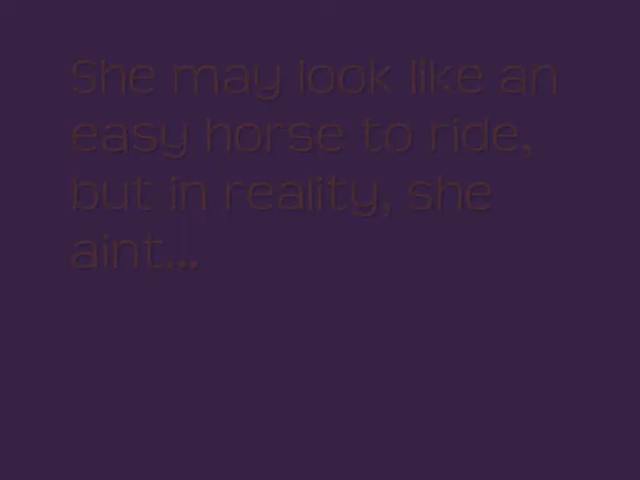 She may look like an
easy horse to ride,
but in reality, she
aint...